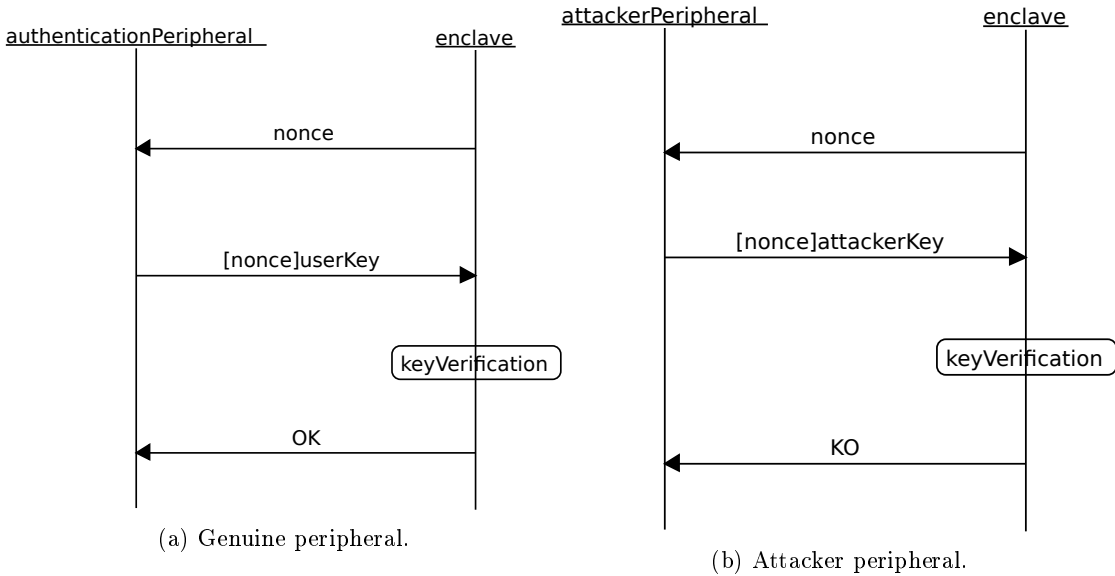 authenticationPeripheral
enclave
nonce
[nonce]userKey
keyVerification
OK
(a) Genuine peripheral.
attackerPeripheral
enclave
nonce
[nonce]attackerKey
keyVerification
KO
(b) Attacker peripheral.